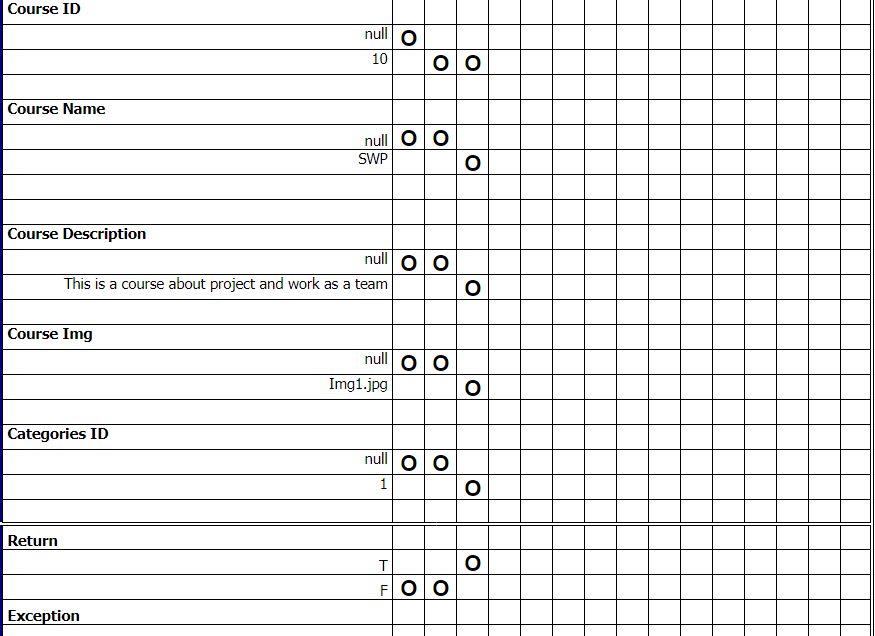 Course ID
null O
10 O O
Course Name
null O O
SWP O
Course Description
null O O
This is a course about project and work as a team O
Course Img
null O O
Img1.jpg O
Categories ID
null O O
1 O
Return
T O
F O O
Exception